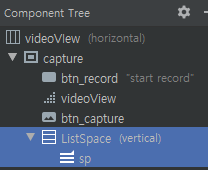 Component Tree
videoVIew (horizontal)
capture
btn_record "start record"
videoView
btn_capture
ListSpace (vertical)
sp